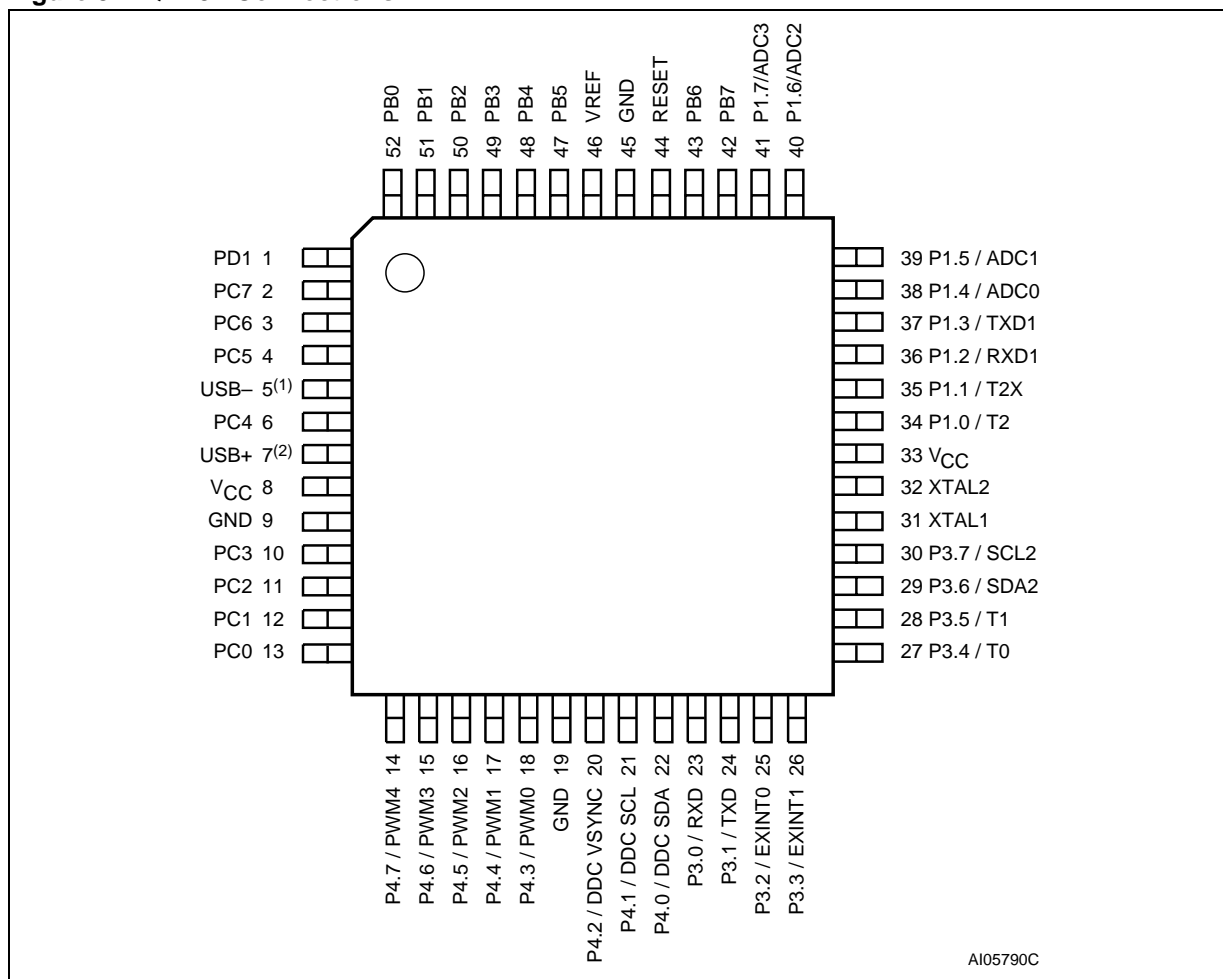 52 PB0
51 PB1
50 PB2
49 PB3
48 PB4
47 PB5
46 VREF
45 GND
44 RESET
43 PB6
42 PB7
41 P1.7/ADC3
40 P1.6/ADC2
PD1 1
PC7 2
PC6 3
PC5 4
USB– 5(1)
PC4 6
USB+ 7(2)
VCC 8
GND 9
PC3 10
PC2 11
PC1 12
PC0 13
39 P1.5 / ADC1
38 P1.4 / ADC0
37 P1.3 / TXD1
36 P1.2 / RXD1
35 P1.1 / T2X
34 P1.0 / T2
33 VCC
32 XTAL2
31 XTAL1
30 P3.7 / SCL2
29 P3.6 / SDA2
28 P3.5 / T1
27 P3.4 / T0
P4.7 / PWM4 14
P4.6 / PWM3 15
P4.5 / PWM2 16
P4.4 / PWM1 17
P4.3 / PWM0 18
GND 19
P4.2 / DDC VSYNC 20
P4.1 / DDC SCL 21
P4.0 / DDC SDA 22
P3.0 / RXD 23
P3.1 / TXD 24
P3.2 / EXINT0 25
P3.3 / EXINT1 26
AI05790C